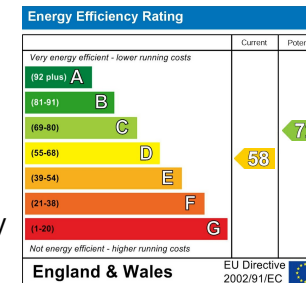 Energy Efficiency Rating
Current
Very energy efficient - lower running costs
(92 plus) A
(81-91) B
(69-80) C
(55-68) D
58
(39-54) E
(21-38) F
(1-20) G
Not energy efficient - higher running costs
England & Wales
EU Directive
2002/91/EC